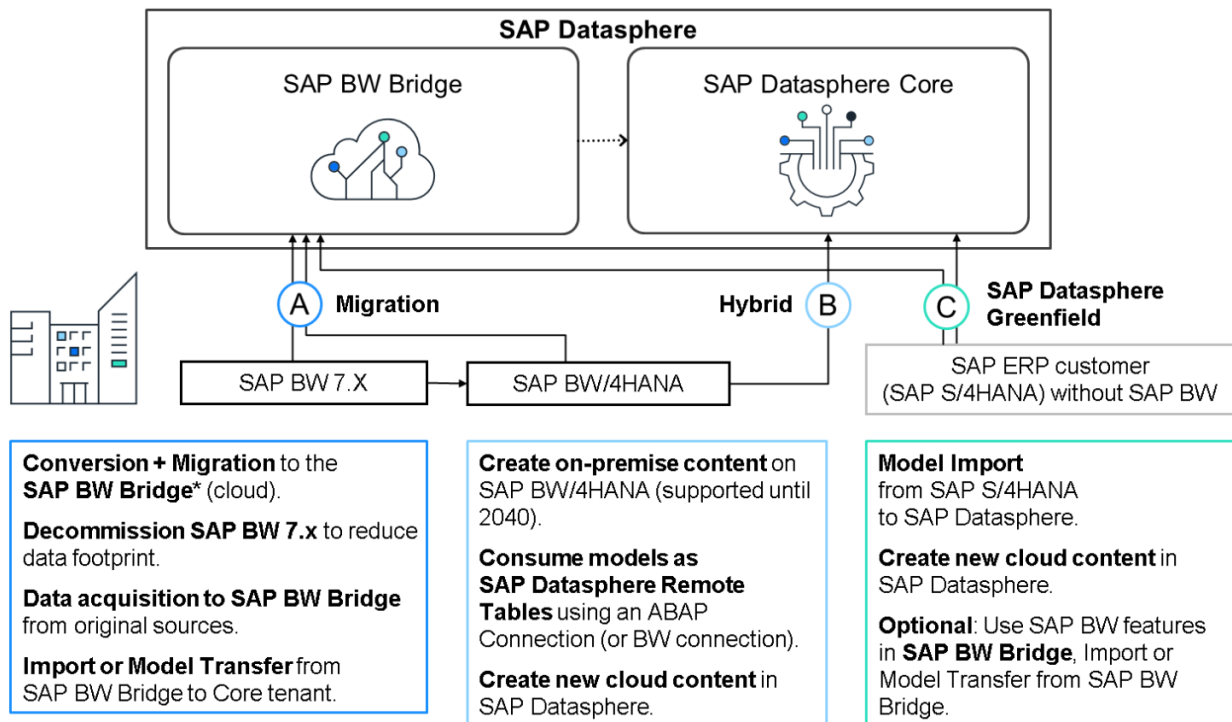 SAP Datasphere
SAP BW Bridge
SAP Datasphere Core
A
Migration
Hybrid
B
C
SAP Datasphere
Greenfield
SAP BW 7.X
SAP BW/4HANA
SAP ERP customer
(SAP S/4HANA) without SAP BW
Conversion + Migration to the
SAP BW Bridge* (cloud).
Decommission SAP BW 7.x to reduce
data footprint.
Data acquisition to SAP BW Bridge
from original sources.
Import or Model Transfer from
SAP BW Bridge to Core tenant.
Create on-premise content on
SAP BW/4HANA (supported until
2040).
Consume models as
SAP Datasphere Remote
Tables using an ABAP
Connection (or BW connection).
Create new cloud content in
SAP Datasphere.
Model Import
from SAP S/4HANA
to SAP Datasphere.
Create new cloud content in
SAP Datasphere.
Optional: Use SAP BW features
in SAP BW Bridge, Import or
Model Transfer from SAP BW
Bridge.